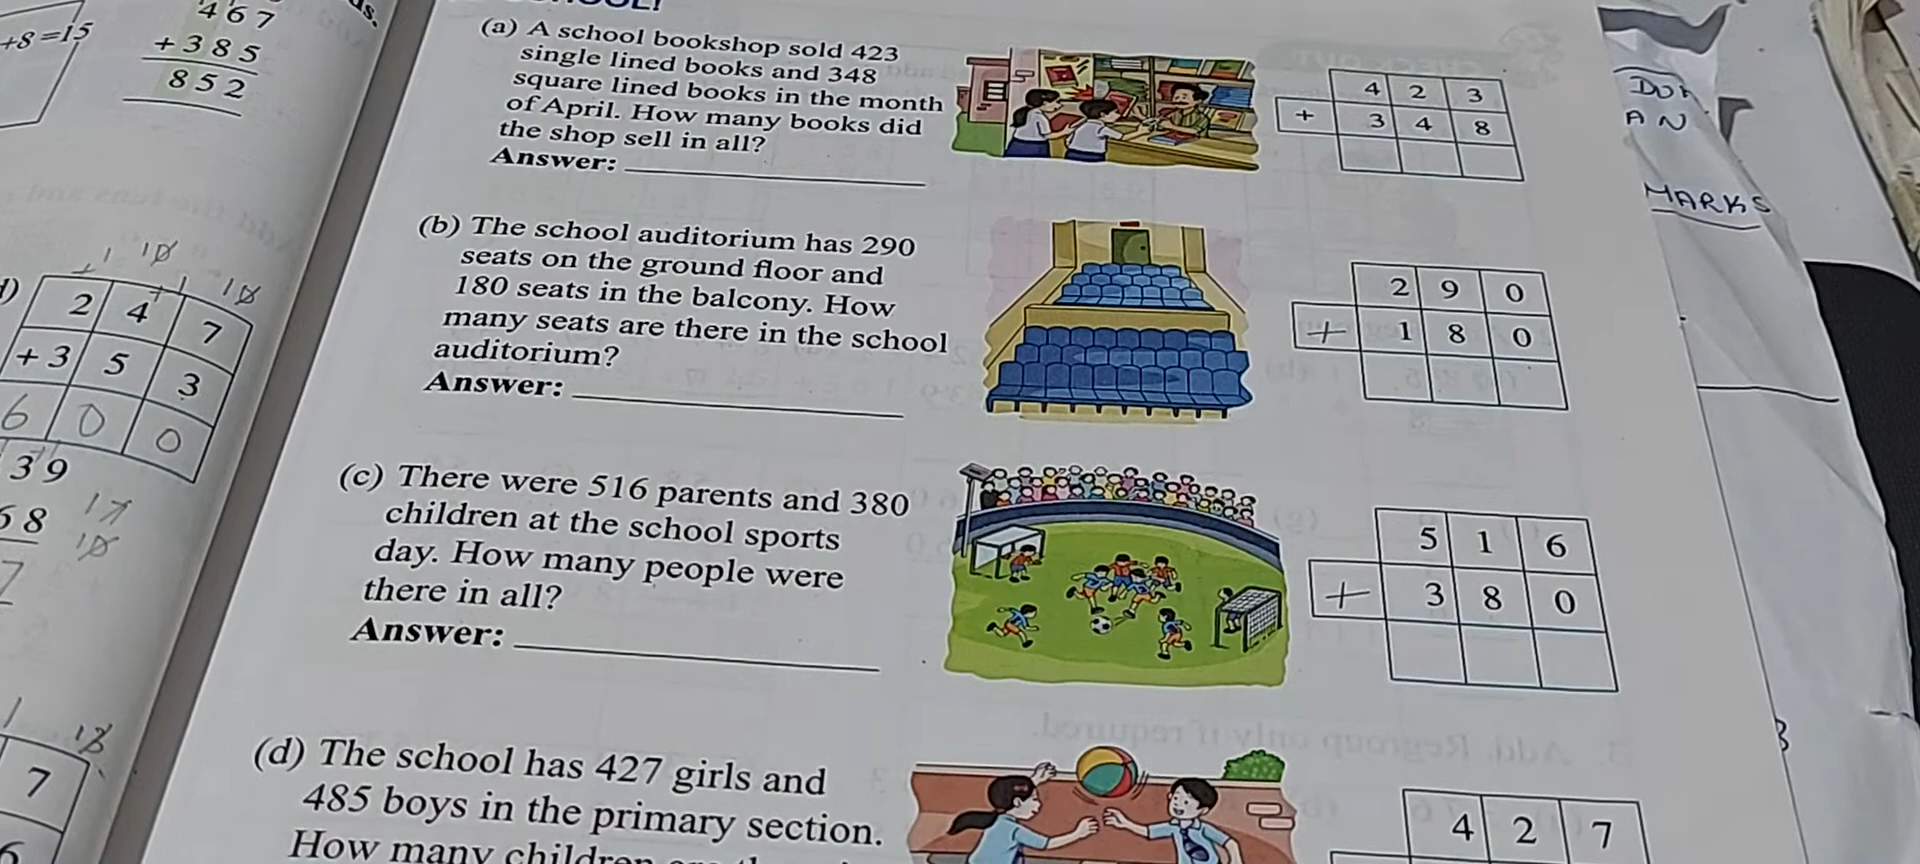 +8=15
467
+385
852
2 4 7
+3 5 3
6 0 0
39
68
7
(a) A school bookshop sold 423
single lined books and 348
square lined books in the month
of April. How many books did
the shop sell in all?
Answer:
4 2 3
+ 3 4 8
(b) The school auditorium has 290
seats on the ground floor and
180 seats in the balcony. How
many seats are there in the school
auditorium?
Answer:
2 9 0
+ 1 8 0
(c) There were 516 parents and 380
children at the school sports
day. How many people were
there in all?
Answer:
5 1 6
+ 3 8 0
(d) The school has 427 girls and
485 boys in the primary section.
How many children
4 2 7
AN
MARKS